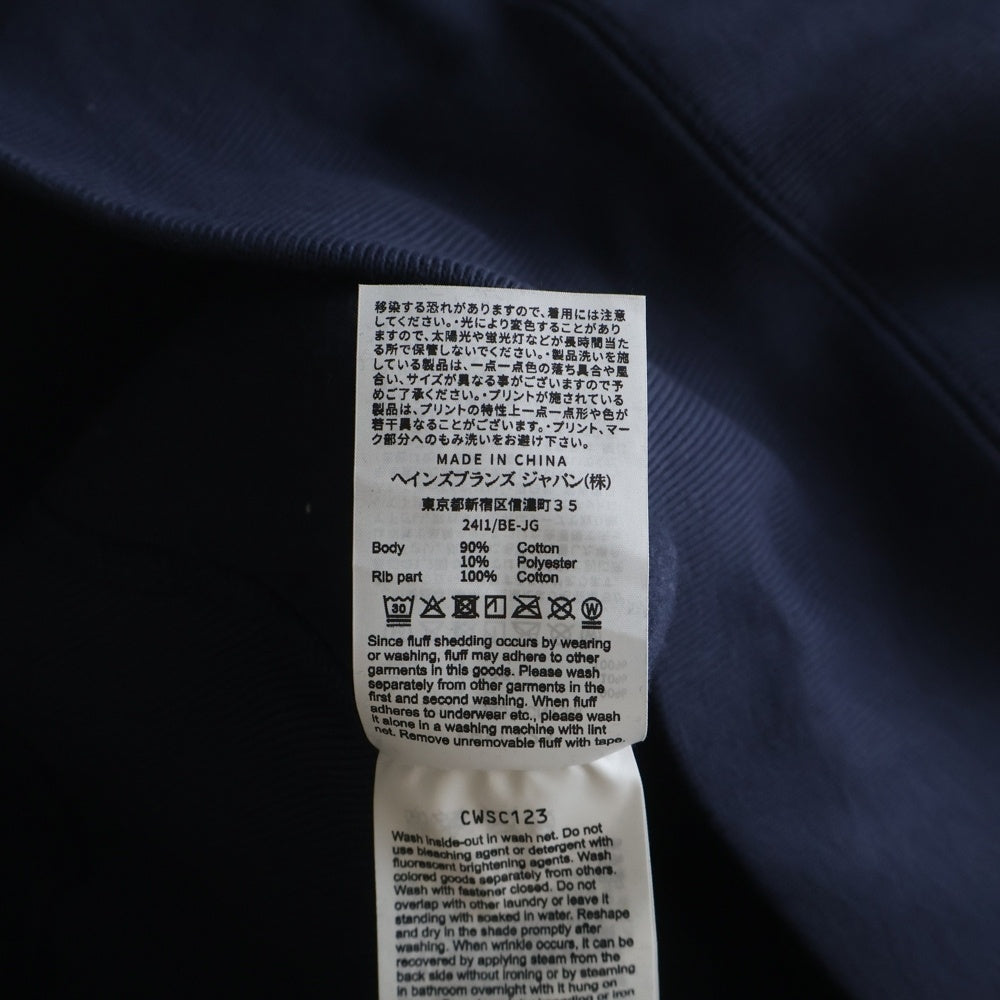 移染する恐れがありますので、着用には注意
してください。・光により変色することがあり
ますので、太陽光や蛍光灯などが長時間当た
る所で保管しないでください。・製品洗いを施
している製品は、一点一点色の落ち具合や風
合い、サイズが異なる事がございますので予
めご了承ください。・プリントが施されている
製品は、プリントの特性上一点一点形や色が
若干異なることがございます。・プリント、マー
ク部分へのもみ洗いをお避け下さい。
MADE IN CHINA
ヘインズブランズ ジャパン(株)
東京都新宿区信濃町35
24I1/BE-JG
Body 90% Cotton
10% Polyester
Rib part 100% Cotton
30 W
Since fluff shedding occurs by wearing
or washing, fluff may adhere to other
garments in this goods. Please wash
separately from other garments in the
first and second washing. When fluff
adheres to underwear etc., please wash
it alone in a washing machine with lint
net. Remove unremovable fluff with tape.
CWSC123
Wash inside-out in wash net. Do not
use bleaching agent or detergent with
fluorescent brightening agents. Wash
colored goods separately from others.
Wash with fastener closed. Do not
overlap with other laundry or leave it
standing with soaked in water. Reshape
and dry in the shade promptly after
washing. When wrinkle occurs, it can be
recovered by applying steam from the
back side without ironing or by steaming
in bathroom overnight with it hung on
or iron